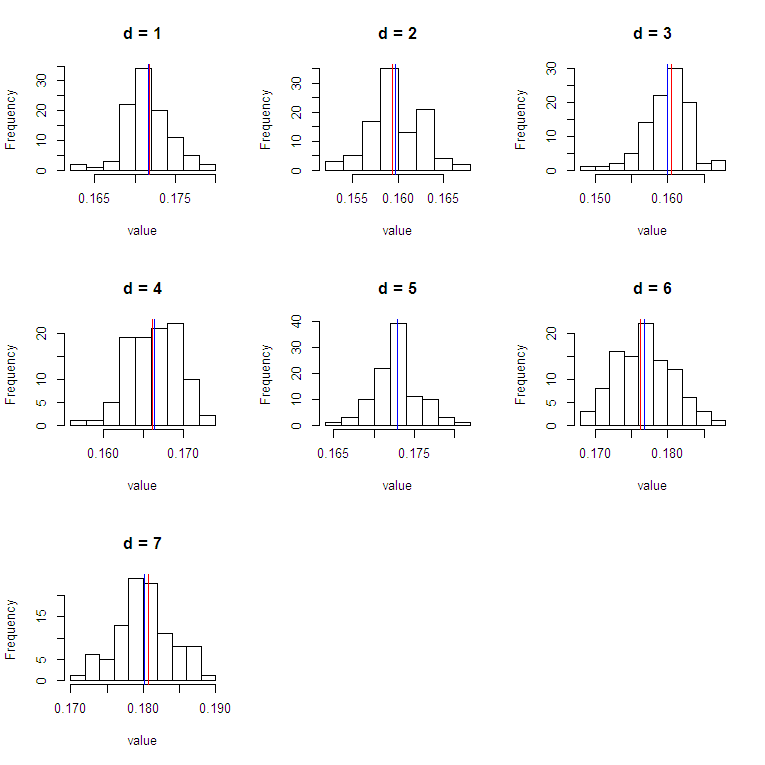 d = 1
Frequency
0 10 20 30
0.165 0.175
value
d = 2
Frequency
0 10 20 30
0.155 0.160 0.165
value
d = 3
Frequency
0 10 20 30
0.150 0.160
value
d = 4
Frequency
0 5 10 20
0.160 0.170
value
d = 5
Frequency
0 10 20 30 40
0.165 0.175
value
d = 6
Frequency
0 5 10 20
0.170 0.180
value
d = 7
Frequency
0 5 15
0.170 0.180 0.190
value